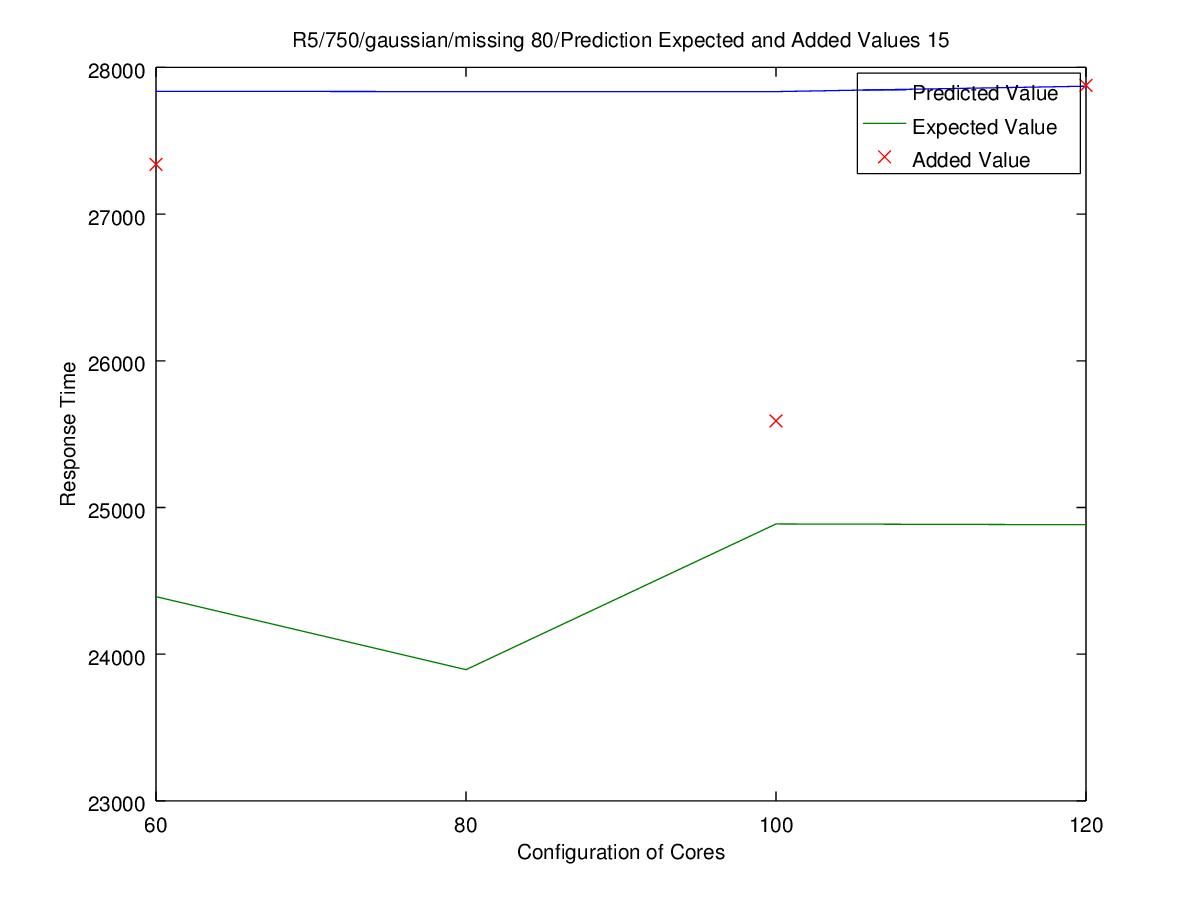 R5/750/gaussian/missing 80/Prediction Expected and Added Values 15
28000
27000
26000
25000
24000
23000
Response Time
Predicted Value
Expected Value
Added Value
60
80
100
120
Configuration of Cores